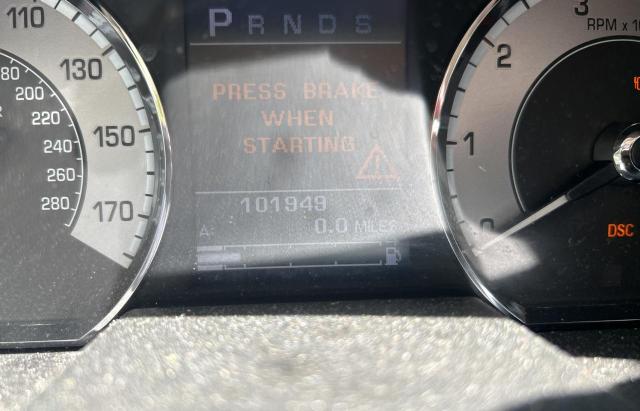 P R N D S
PRESS BRAKE
WHEN
STARTING
101949
A: 0.0 MILES
110
130
150
170
80
200
220
240
260
280
3
RPM x 10
2
1
0
DSC